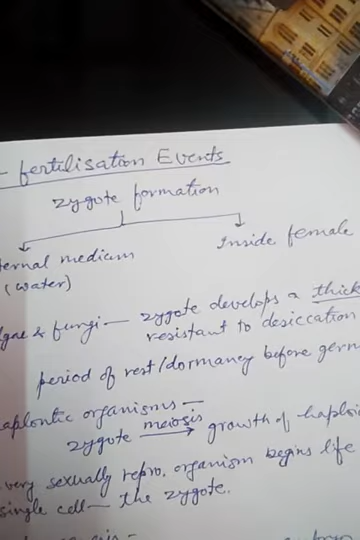 - fertilisation Events
zygote formation
ternal medium
Inside female
(water)
lgae & fungi — zygote develops a thick
resistant to desiccation
period of rest/dormancy before germ
aplontic organisms —
zygote meiosis → growth of haploi
very sexually repro. organism begins life
single cell — the zygote.